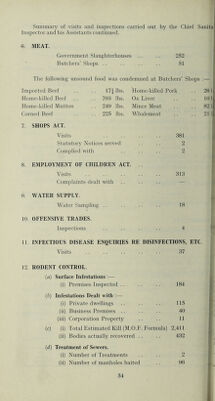 Summary of visits and inspections carried out by the Chief Sanitary
Inspector and his Assistants continued.
6. MEAT.
Government Slaughterhouses .. .. 282
Butchers' Shops .. .. 81
The following unsound food was condemned at Butchers' Shops :—
Imported Beef lbs. Home-killed Pork
Home-killed Beef lbs. Ox Liver
Home-killed Mutton lbs. Mince Meat
Corned Beef 225 lbs. Wholemeat
7. SHOPS ACT.
Visits .. .. 381
Statutory Notices served .. 2
Complied with .. .. 2
8. EMPLOYMENT OF CHILDREN ACT.
Visits .. .. 313
Complaints dealt with .. ..
9. WATER SUPPLY.
Water Sampling .. .. 18
10. OFFENSIVE TRADES.
Inspections .. .. 4
11. INFECTIOUS DISEASE ENQUIRIES RE DISINFECTIONS, ETC.
Visits .. .. 37
12. RODENT CONTROL.
(a) Surface Infestations :—
(i) Premises Inspected .. .. 184
(b) Infestations Dealt with :—
(i) Private dwellings .. .. 115
(ii) Business Premises .. .. 40
(iii) Corporation Property .. .. 11
(c) (i) Total Estimated Kill (M.O.F. Formula) 2,411
(ii) Bodies actually recovered .. .. 432
(d) Treatment of Sewers.
(i) Number of Treatments .. .. 2
(ii) Number of manholes baited .. 96
34